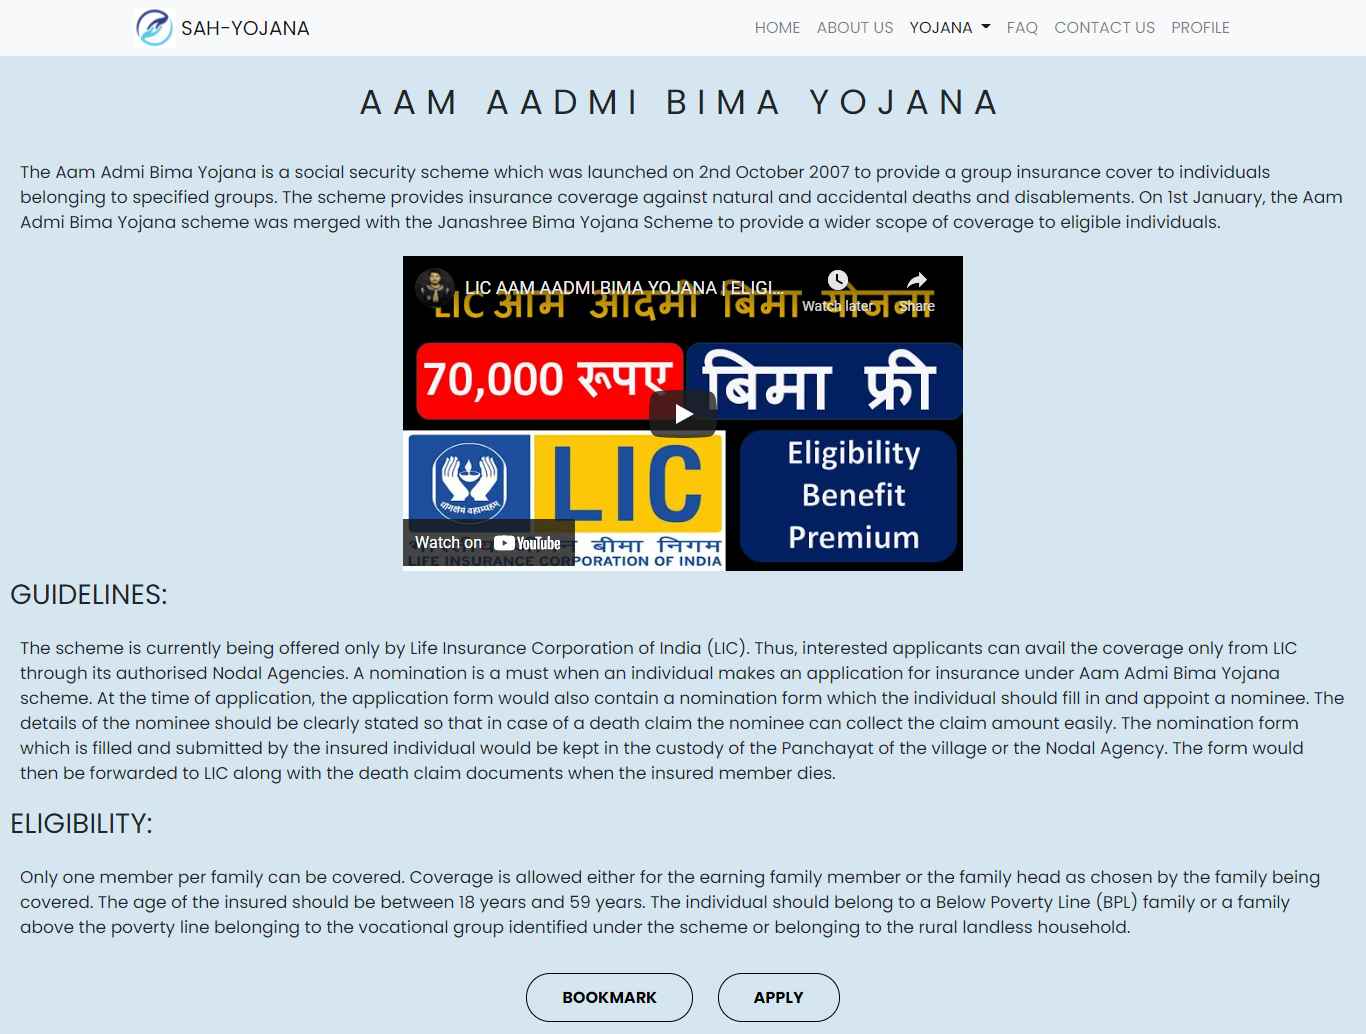 SAH-YOJANA
HOME ABOUT US YOJANA FAQ CONTACT US PROFILE
AAM AADMI BIMA YOJANA
The Aam Admi Bima Yojana is a social security scheme which was launched on 2nd October 2007 to provide a group insurance cover to individuals
belonging to specified groups. The scheme provides insurance coverage against natural and accidental deaths and disablements. On 1st January, the Aam
Admi Bima Yojana scheme was merged with the Janashree Bima Yojana Scheme to provide a wider scope of coverage to eligible individuals.
LIC AAM AADMI BIMA YOJANA | ELIGI...
Watch later Share
LIC आम आदमी बिमा योजना
70,000 रूपए बिमा फ्री
LIC
Eligibility
Benefit
Premium
योगक्षेमं वहाम्यहम्
Watch on YouTube
बीमा निगम
LIFE INSURANCE CORPORATION OF INDIA
GUIDELINES:
The scheme is currently being offered only by Life Insurance Corporation of India (LIC). Thus, interested applicants can avail the coverage only from LIC
through its authorised Nodal Agencies. A nomination is a must when an individual makes an application for insurance under Aam Admi Bima Yojana
scheme. At the time of application, the application form would also contain a nomination form which the individual should fill in and appoint a nominee. The
details of the nominee should be clearly stated so that in case of a death claim the nominee can collect the claim amount easily. The nomination form
which is filled and submitted by the insured individual would be kept in the custody of the Panchayat of the village or the Nodal Agency. The form would
then be forwarded to LIC along with the death claim documents when the insured member dies.
ELIGIBILITY:
Only one member per family can be covered. Coverage is allowed either for the earning family member or the family head as chosen by the family being
covered. The age of the insured should be between 18 years and 59 years. The individual should belong to a Below Poverty Line (BPL) family or a family
above the poverty line belonging to the vocational group identified under the scheme or belonging to the rural landless household.
BOOKMARK APPLY